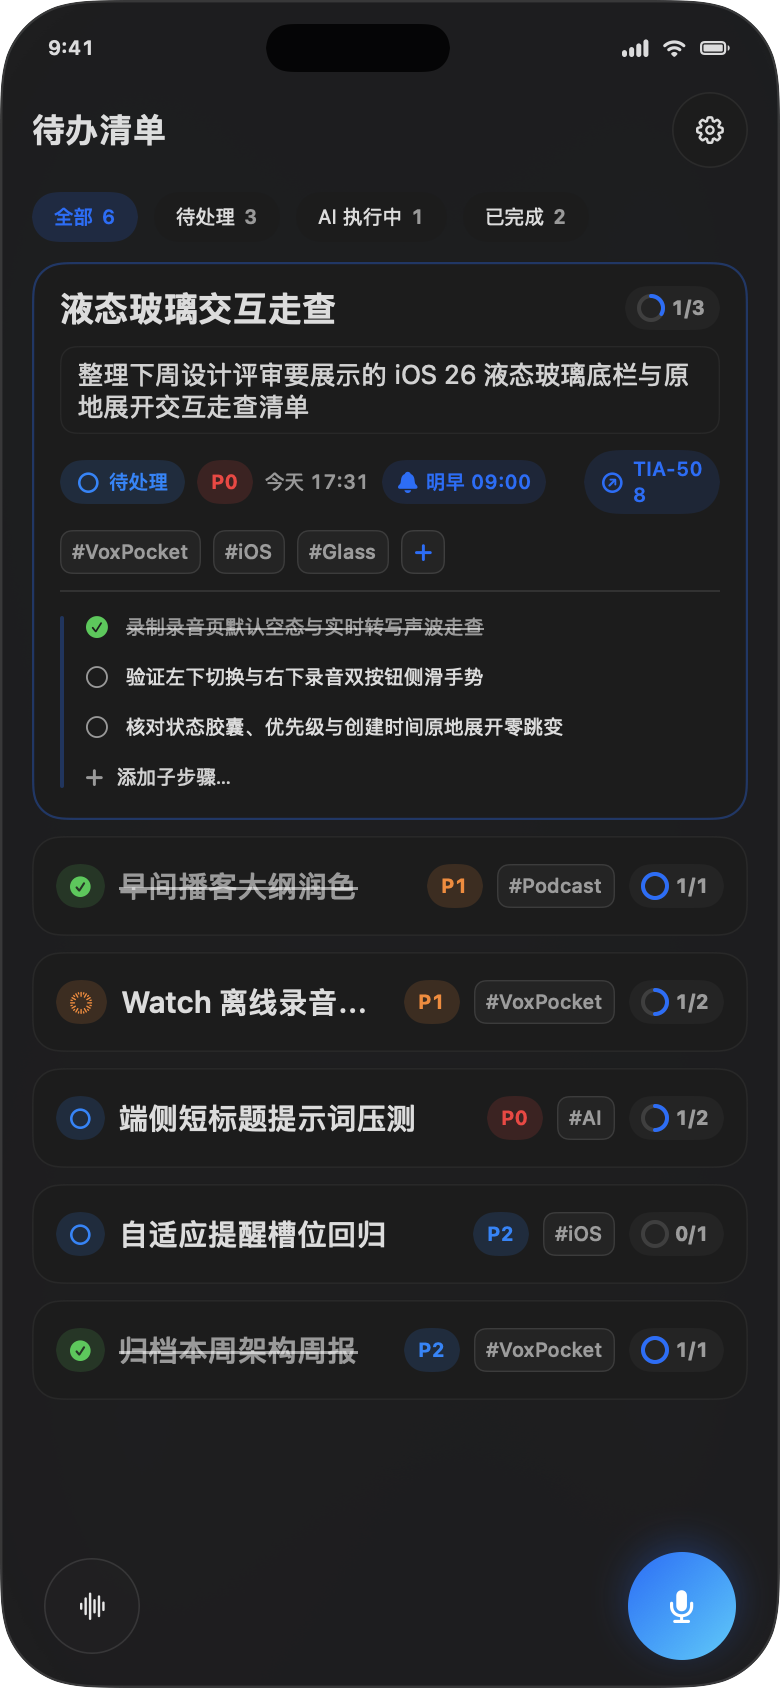 9:41
待办清单
全部 6 待处理 3 AI 执行中 1 已完成 2
液态玻璃交互走查 1/3
整理下周设计评审要展示的 iOS 26 液态玻璃底栏与原
地展开交互走查清单
待处理 P0 今天 17:31 明早 09:00 TIA-50
8
#VoxPocket #iOS #Glass +
录制录音页默认空态与实时转写声波走查
验证左下切换与右下录音双按钮侧滑手势
核对状态胶囊、优先级与创建时间原地展开零跳变
+ 添加子步骤...
早间播客大纲润色 P1 #Podcast 1/1
Watch 离线录音... P1 #VoxPocket 1/2
端侧短标题提示词压测 P0 #AI 1/2
自适应提醒槽位回归 P2 #iOS 0/1
归档本周架构周报 P2 #VoxPocket 1/1